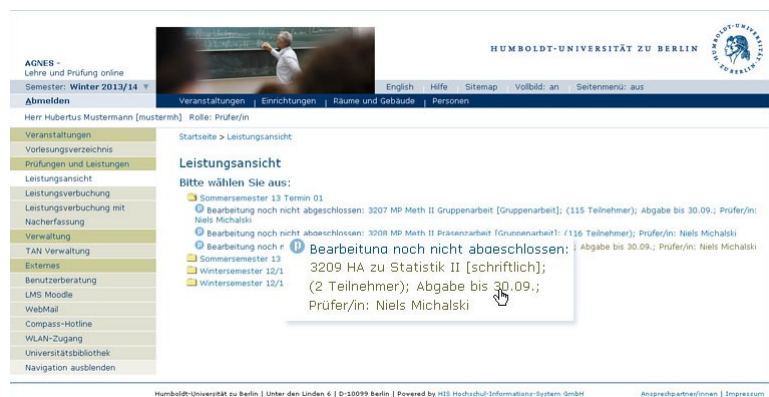 HUMBOLDT-UNIVERSITÄT ZU BERLIN
AGNES -
Lehre und Prüfung online
Semester: Winter 2013/14
English Hilfe Sitemap Vollbild: an Seitenmenü: aus
Abmelden
Veranstaltungen | Einrichtungen | Räume und Gebäude | Personen
Herr Hubertus Mustermann [mustermh] Rolle: Prüfer/in
Veranstaltungen
Vorlesungsverzeichnis
Prüfungen und Leistungen
Leistungsansicht
Leistungsverbuchung
Leistungsverbuchung mit
Nacherfassung
Verwaltung
TAN Verwaltung
Externes
Benutzerberatung
LMS Moodle
WebMail
Compass-Hotline
WLAN-Zugang
Universitätsbibliothek
Navigation ausblenden
Startseite > Leistungsansicht
Leistungsansicht
Bitte wählen Sie aus:
Sommersemester 13 Termin 01
Bearbeitung noch nicht abgeschlossen: 3207 MP Meth II Gruppenarbeit [Gruppenarbeit]; (115 Teilnehmer); Abgabe bis 30.09.; Prüfer/in:
Niels Michalski
Bearbeitung noch nicht abgeschlossen: 3208 MP Meth II Präsenzarbeit [Gruppenarbeit]; (116 Teilnehmer); Prüfer/in: Niels Michalski
Bearbeitung noch n ; Abgabe bis 30.09.; Prüfer/in: Niels Michalski
Sommersemester 13
Wintersemester 12/1
Wintersemester 12/1
Bearbeitung noch nicht abgeschlossen:
3209 HA zu Statistik II [schriftlich];
(2 Teilnehmer); Abgabe bis 30.09.;
Prüfer/in: Niels Michalski
Humboldt-Universität zu Berlin | Unter den Linden 6 | D-10099 Berlin | Powered by HIS Hochschul-Informations-System GmbH
Ansprechpartner/innen | Impressum